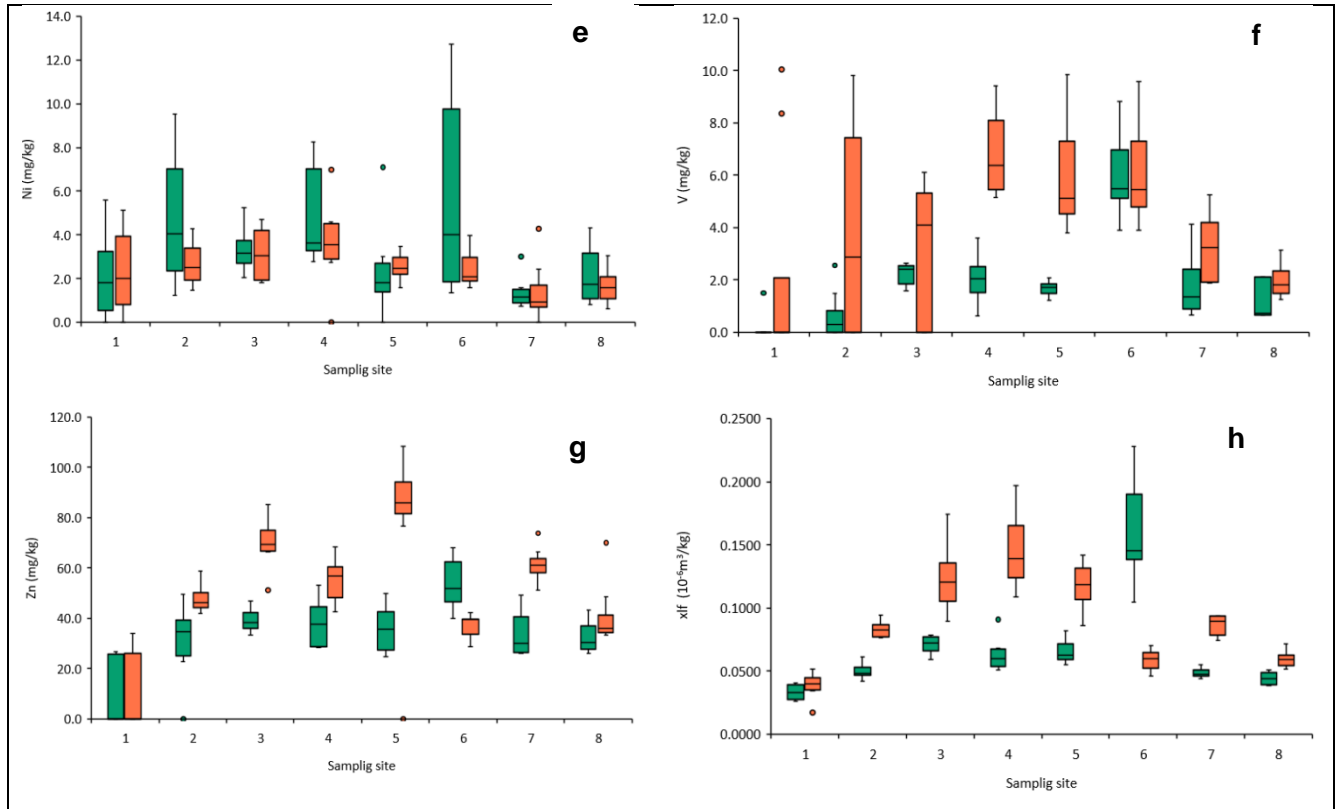 e
14.0
12.0
10.0
8.0
6.0
4.0
2.0
0.0
Ni (mg/kg)
1 2 3 4 5 6 7 8
Samplig site
f
12.0
10.0
8.0
6.0
4.0
2.0
0.0
V (mg/kg)
1 2 3 4 5 6 7 8
Samplig site
g
120.0
100.0
80.0
60.0
40.0
20.0
0.0
Zn (mg/kg)
1 2 3 4 5 6 7 8
Samplig site
h
0.2500
0.2000
0.1500
0.1000
0.0500
0.0000
xlf (10⁻⁶m³/kg)
1 2 3 4 5 6 7 8
Samplig site